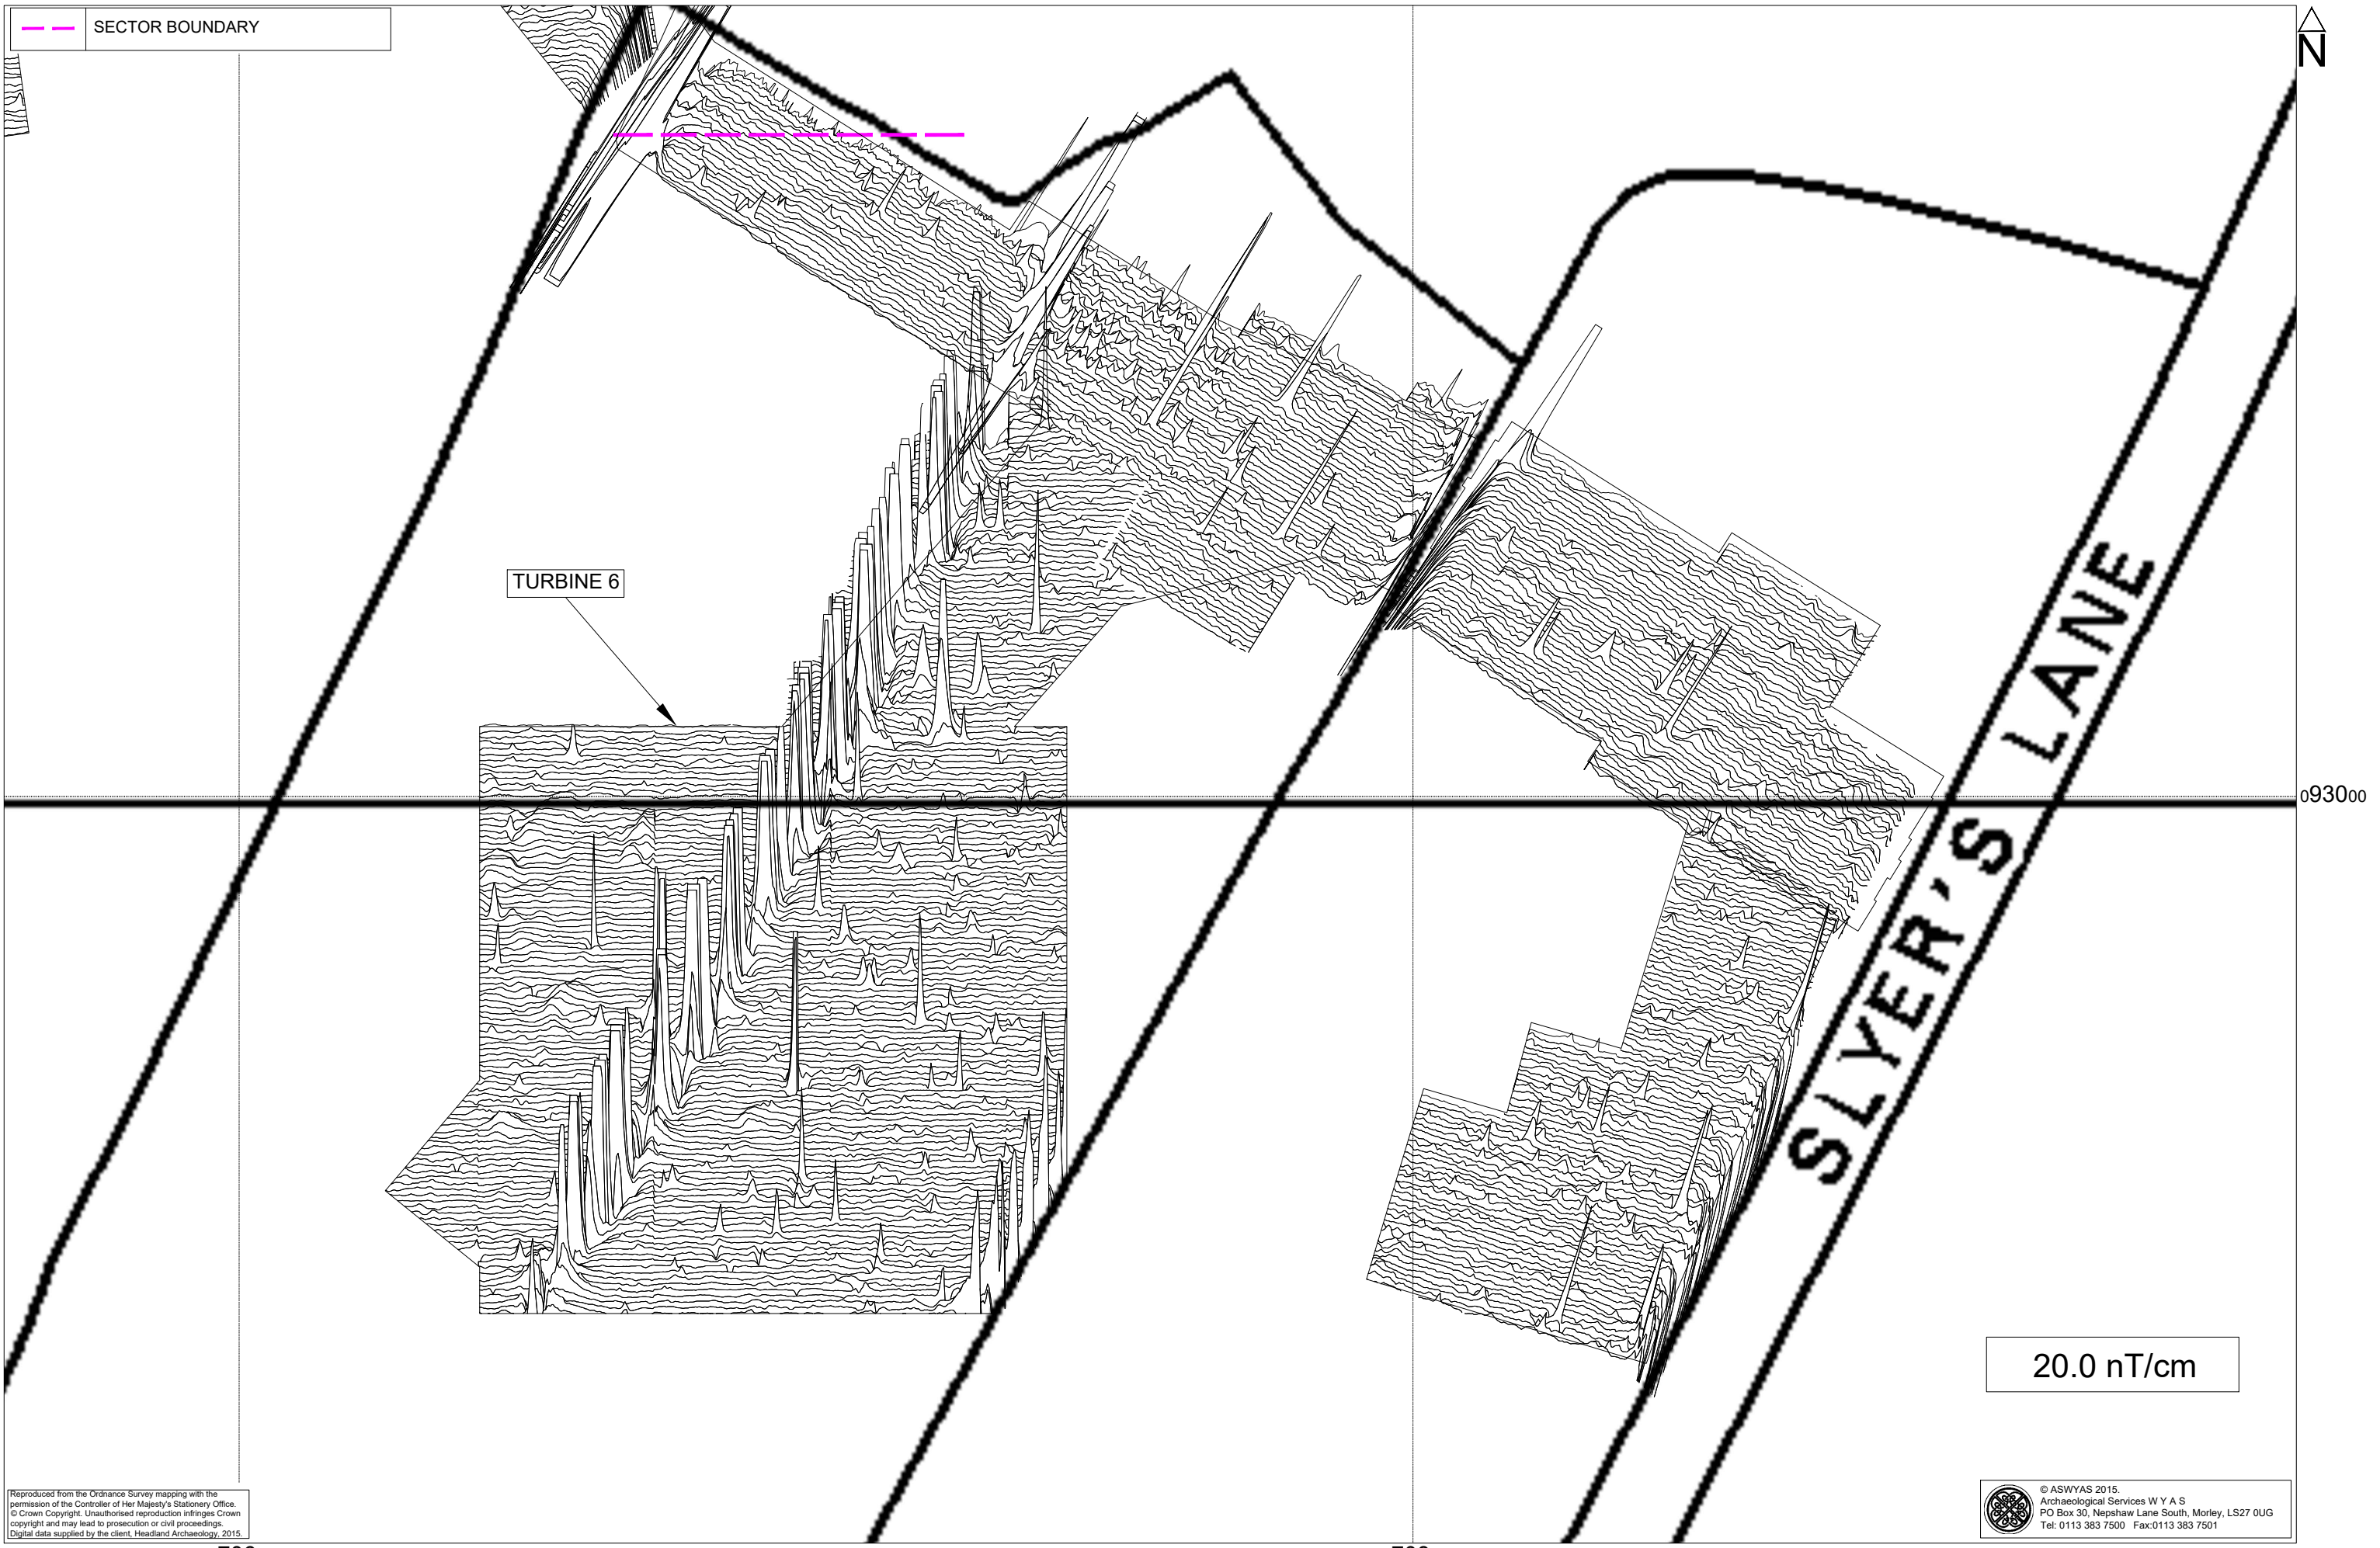 SECTOR BOUNDARY
N
TURBINE 6
SLYER'S LANE
093000
20.0 nT/cm
Reproduced from the Ordnance Survey mapping with the
permission of the Controller of Her Majesty's Stationery Office.
© Crown Copyright. Unauthorised reproduction infringes Crown
copyright and may lead to prosecution or civil proceedings.
Digital data supplied by the client, Headland Archaeology, 2015.
© ASWYAS 2015.
Archaeological Services W Y A S
PO Box 30, Nepshaw Lane South, Morley, LS27 0UG
Tel: 0113 383 7500 Fax:0113 383 7501